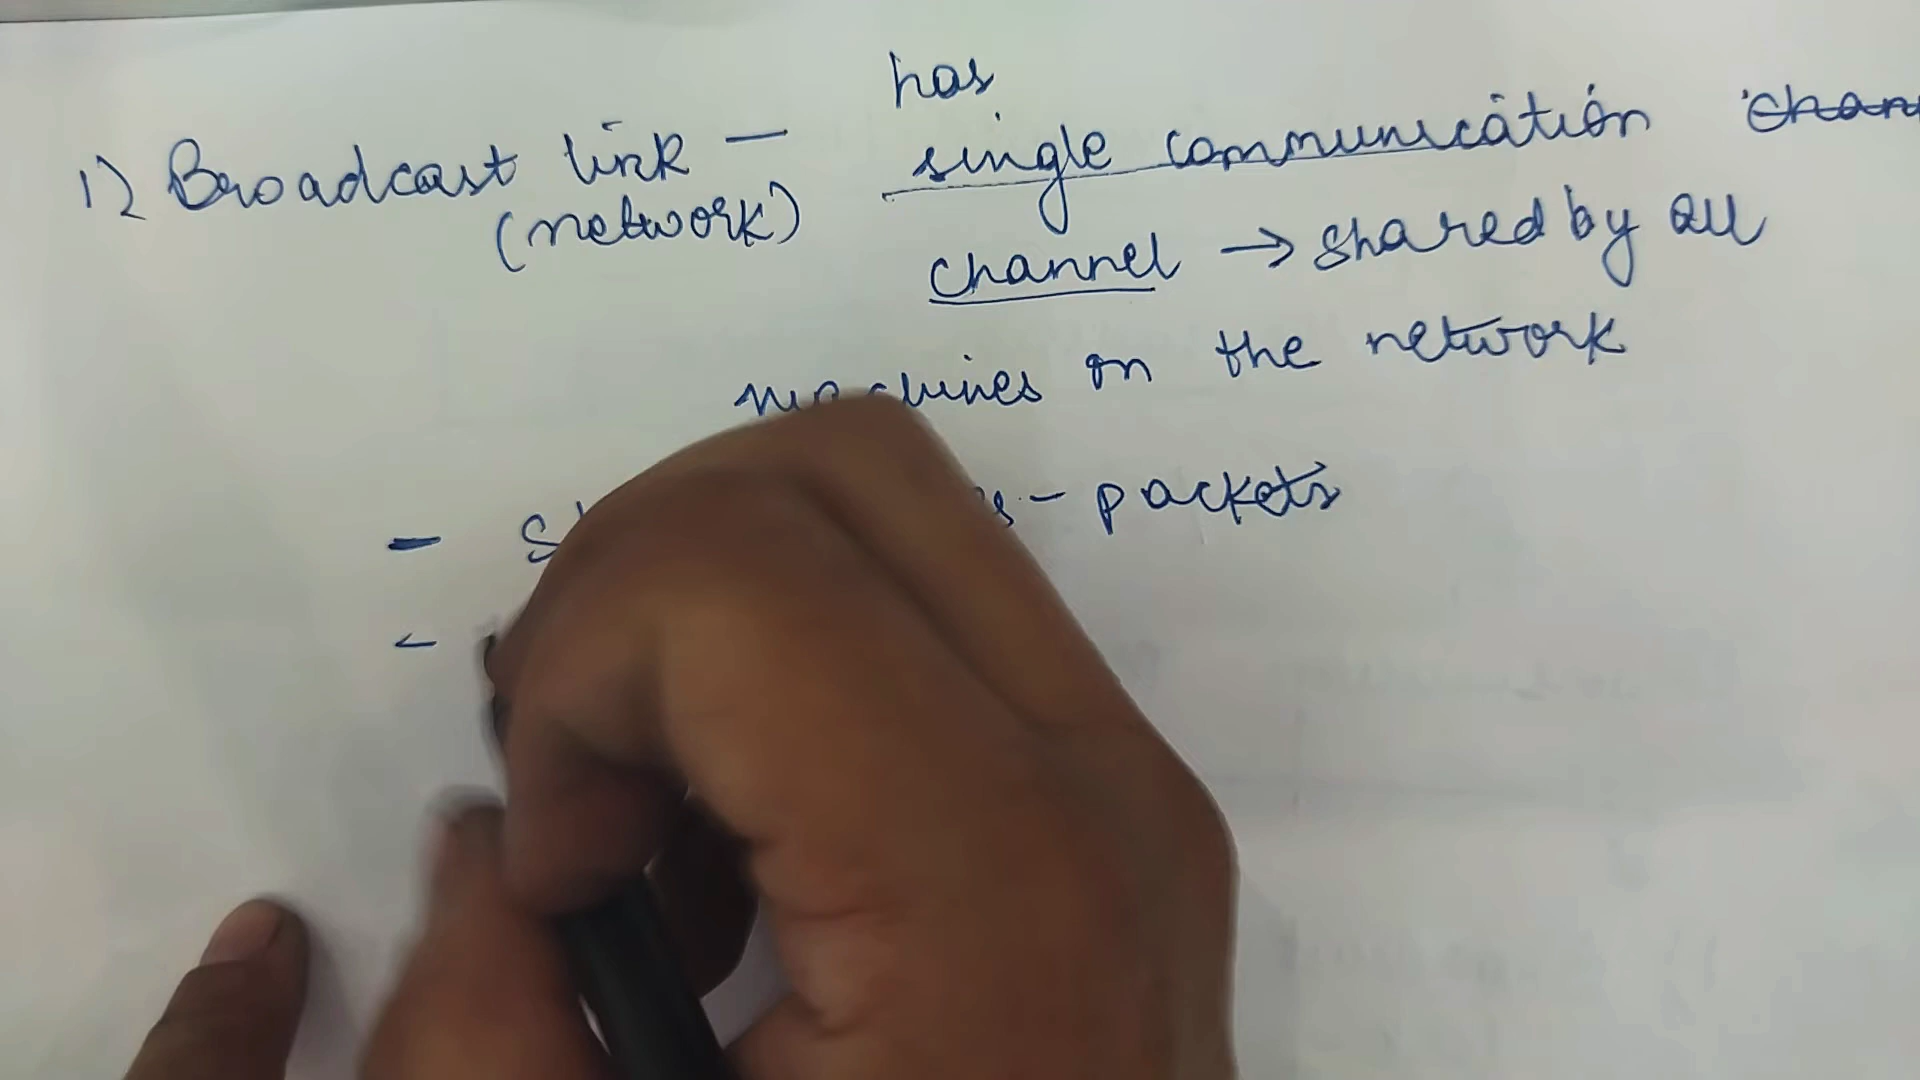 has
1) Broadcast link — single communication
(network)
channel → shared by all
machines on the network
- packets
-